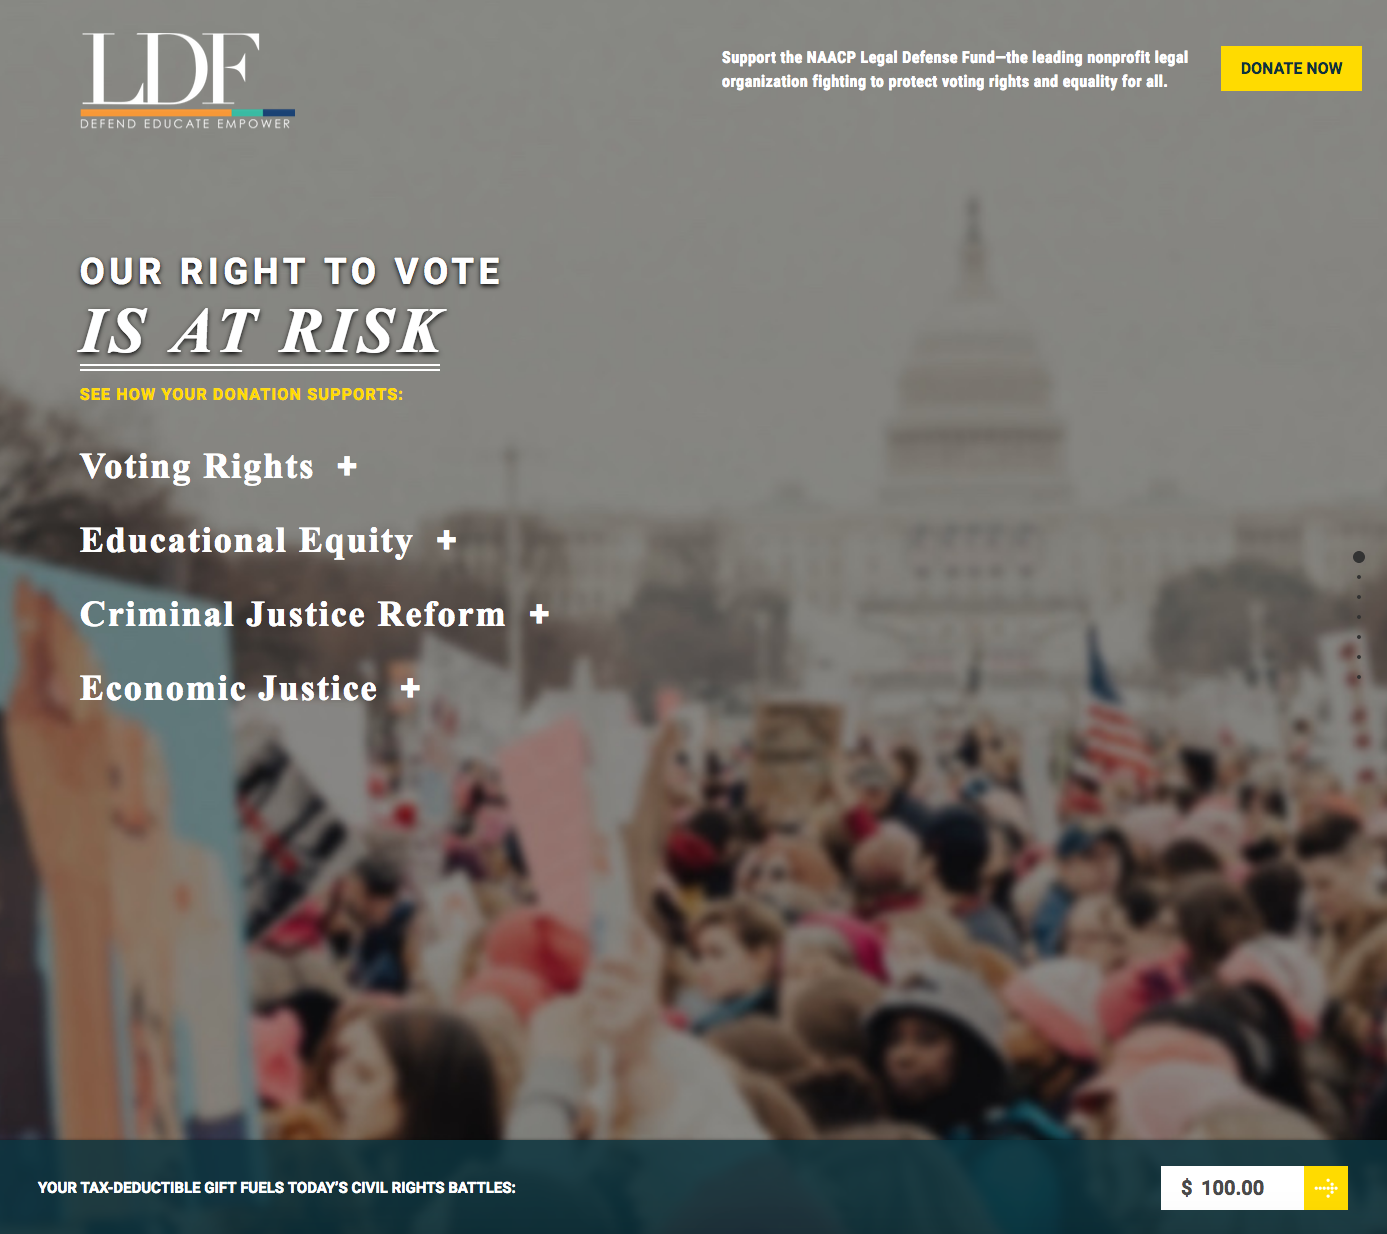 LDF
DEFEND EDUCATE EMPOWER
Support the NAACP Legal Defense Fund—the leading nonprofit legal
organization fighting to protect voting rights and equality for all.
DONATE NOW
OUR RIGHT TO VOTE
IS AT RISK
SEE HOW YOUR DONATION SUPPORTS:
Voting Rights +
Educational Equity +
Criminal Justice Reform +
Economic Justice +
YOUR TAX-DEDUCTIBLE GIFT FUELS TODAY'S CIVIL RIGHTS BATTLES:
$ 100.00